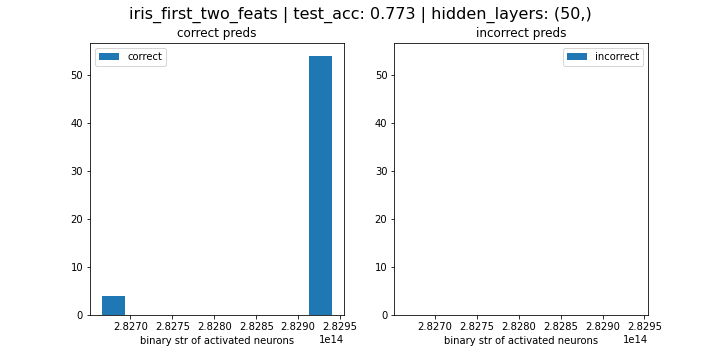 iris_first_two_feats | test_acc: 0.773 | hidden_layers: (50,)
correct preds
incorrect preds
correct
incorrect
50
40
30
20
10
0
50
40
30
20
10
0
2.8270 2.8275 2.8280 2.8285 2.8290 2.8295
1e14
binary str of activated neurons
2.8270 2.8275 2.8280 2.8285 2.8290 2.8295
1e14
binary str of activated neurons